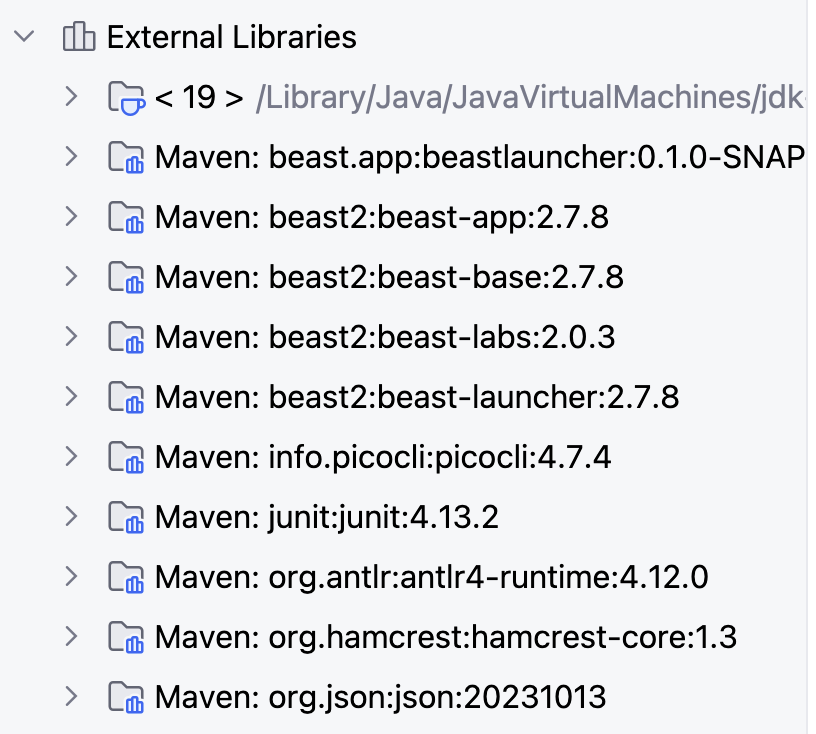 External Libraries
< 19 > /Library/Java/JavaVirtualMachines/jdk-
Maven: beast.app:beastlauncher:0.1.0-SNAP
Maven: beast2:beast-app:2.7.8
Maven: beast2:beast-base:2.7.8
Maven: beast2:beast-labs:2.0.3
Maven: beast2:beast-launcher:2.7.8
Maven: info.picocli:picocli:4.7.4
Maven: junit:junit:4.13.2
Maven: org.antlr:antlr4-runtime:4.12.0
Maven: org.hamcrest:hamcrest-core:1.3
Maven: org.json:json:20231013